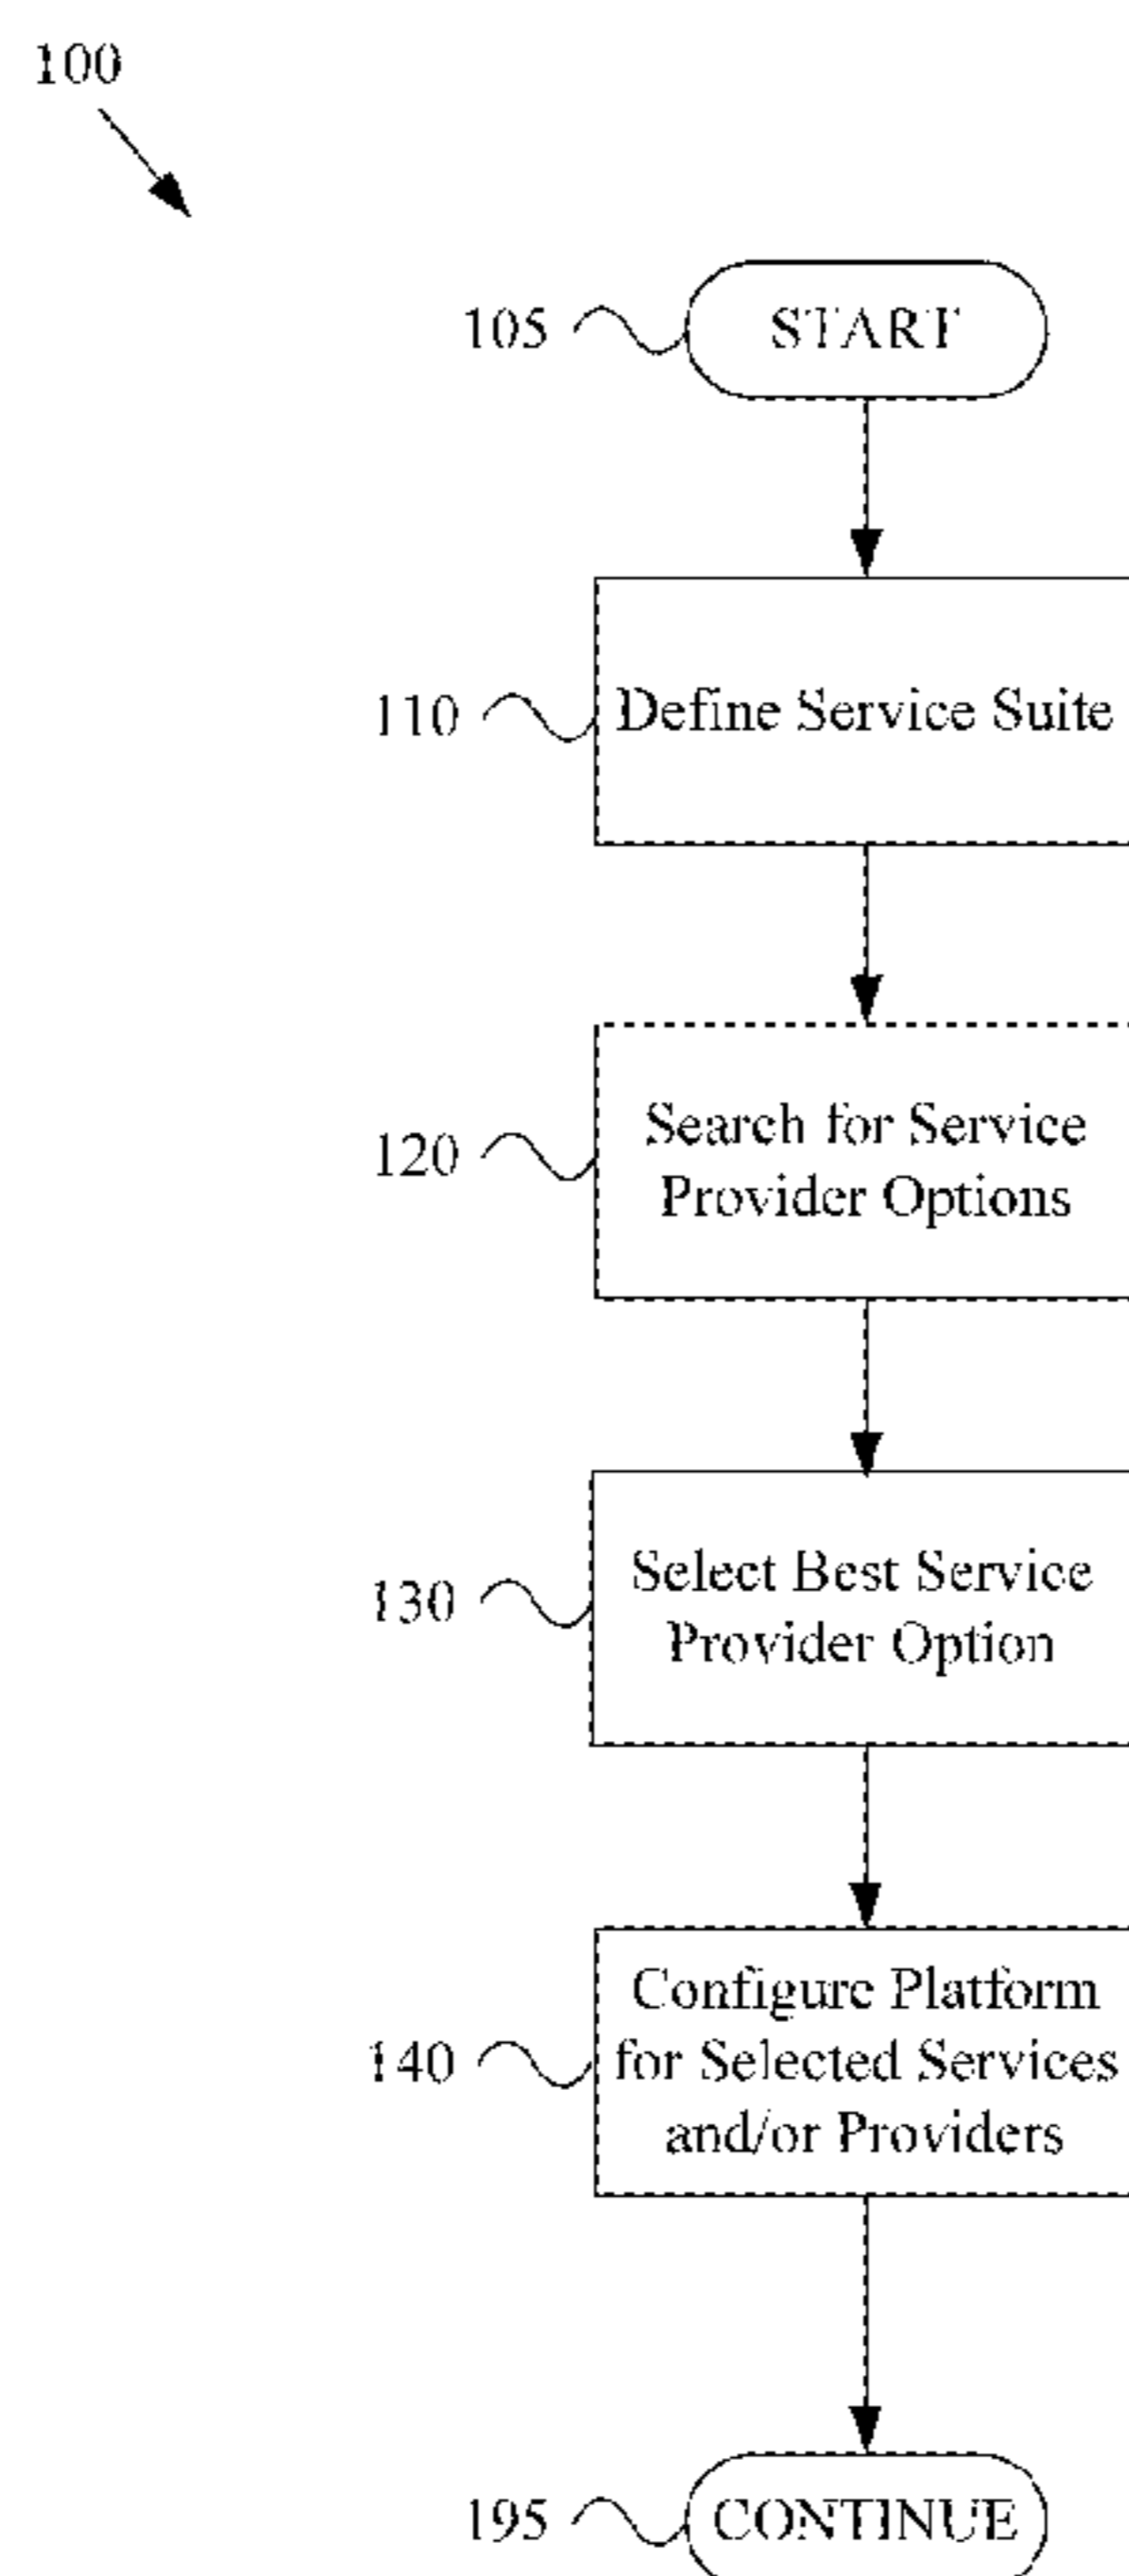 100
105
START
110
Define Service Suite
120
Search for Service
Provider Options
130
Select Best Service
Provider Option
140
Configure Platform
for Selected Services
and/or Providers
195
CONTINUE